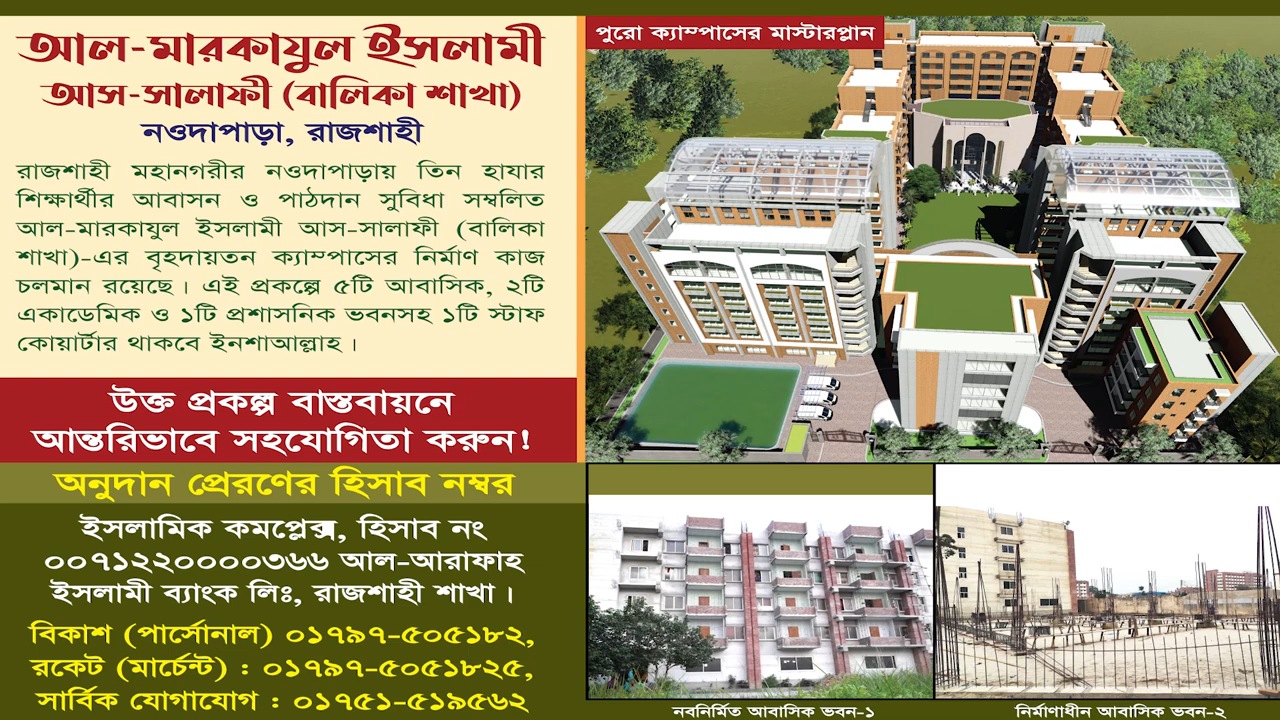 আল-মারকাযুল ইসলামী
আস-সালাফী (বালিকা শাখা)
নওদাপাড়া, রাজশাহী
রাজশাহী মহানগরীর নওদাপাড়ায় তিন হাযার
শিক্ষার্থীর আবাসন ও পাঠদান সুবিধা সম্বলিত
আল-মারকাযুল ইসলামী আস-সালাফী (বালিকা
শাখা)-এর বৃহদায়তন ক্যাম্পাসের নির্মাণ কাজ
চলমান রয়েছে। এই প্রকল্পে ৫টি আবাসিক, ২টি
একাডেমিক ও ১টি প্রশাসনিক ভবনসহ ১টি স্টাফ
কোয়ার্টার থাকবে ইনশাআল্লাহ।
উক্ত প্রকল্প বাস্তবায়নে
আন্তরিভাবে সহযোগিতা করুন!
অনুদান প্রেরণের হিসাব নম্বর
ইসলামিক কমপ্লেক্স, হিসাব নং
০০৭১২২০০০০৩৬৬ আল-আরাফাহ
ইসলামী ব্যাংক লিঃ, রাজশাহী শাখা।
বিকাশ (পার্সোনাল) ০১৭৯৭-৫০৫১৮২,
রকেট (মার্চেন্ট) : ০১৭৯৭-৫০৫১৮২৫,
সার্বিক যোগাযোগ : ০১৭৫১-৫১৯৫৬২
পুরো ক্যাম্পাসের মাস্টারপ্লান
নবনির্মিত আবাসিক ভবন-১
নির্মাণাধীন আবাসিক ভবন-২